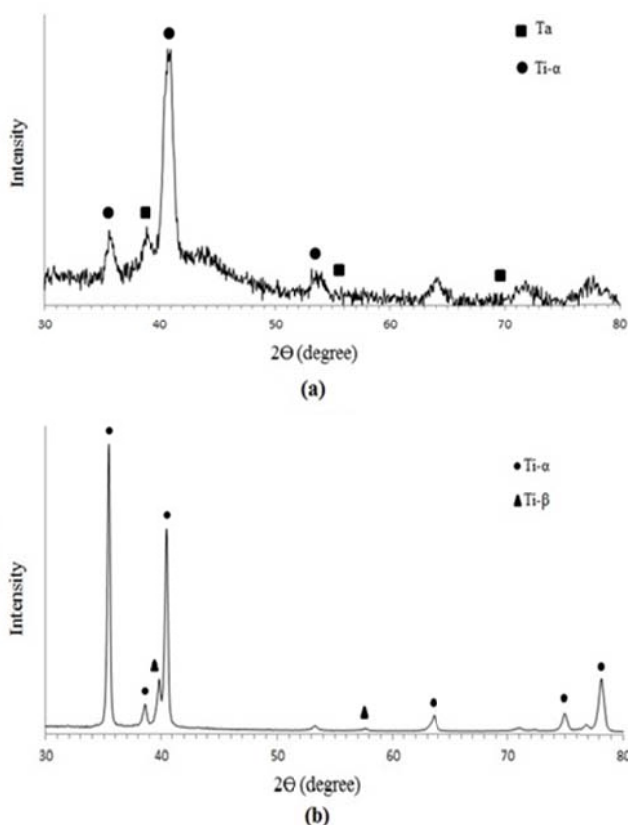 Ta
Ti-α
Intensity
30 40 50 60 70 80
2Θ (degree)
(a)
Ti-α
Ti-β
Intensity
30 40 50 60 70 80
2Θ (degree)
(b)